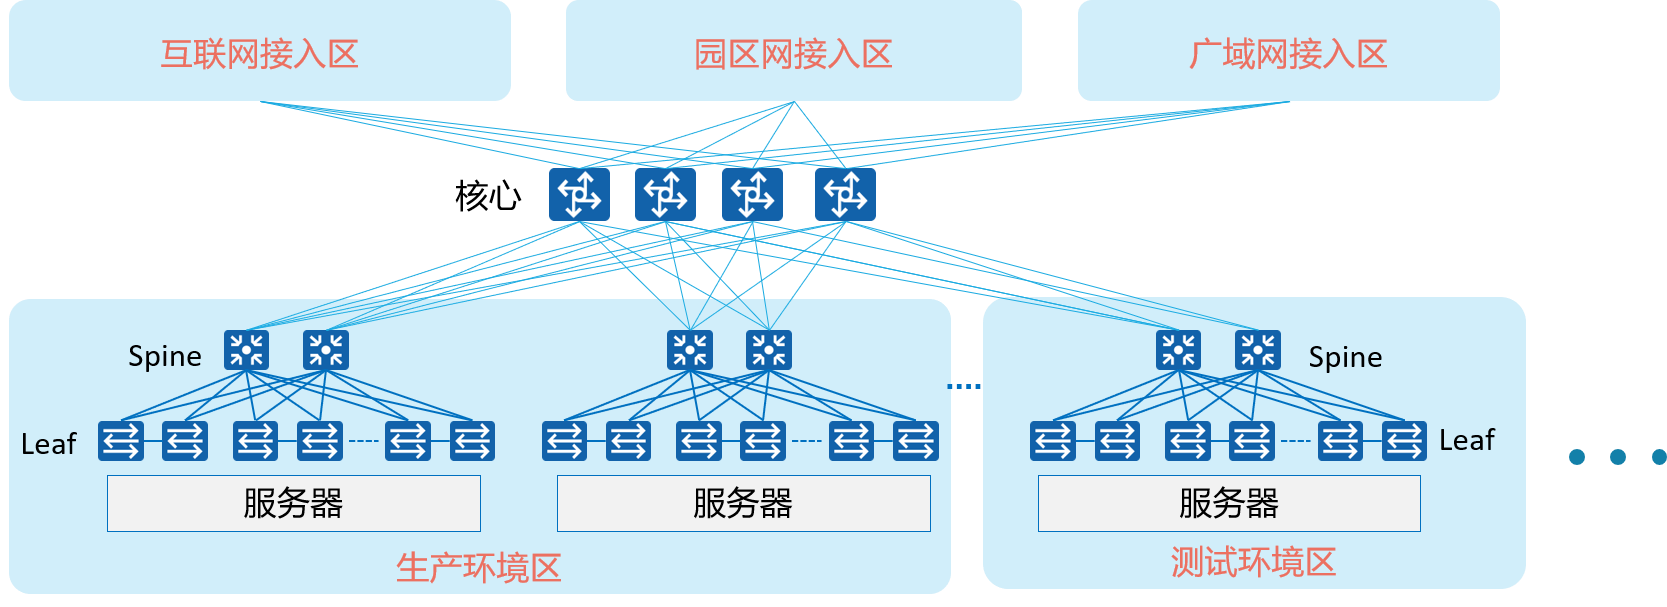 互联网接入区
园区网接入区
广域网接入区
核心
Spine
Spine
Leaf
Leaf
服务器
服务器
服务器
生产环境区
测试环境区